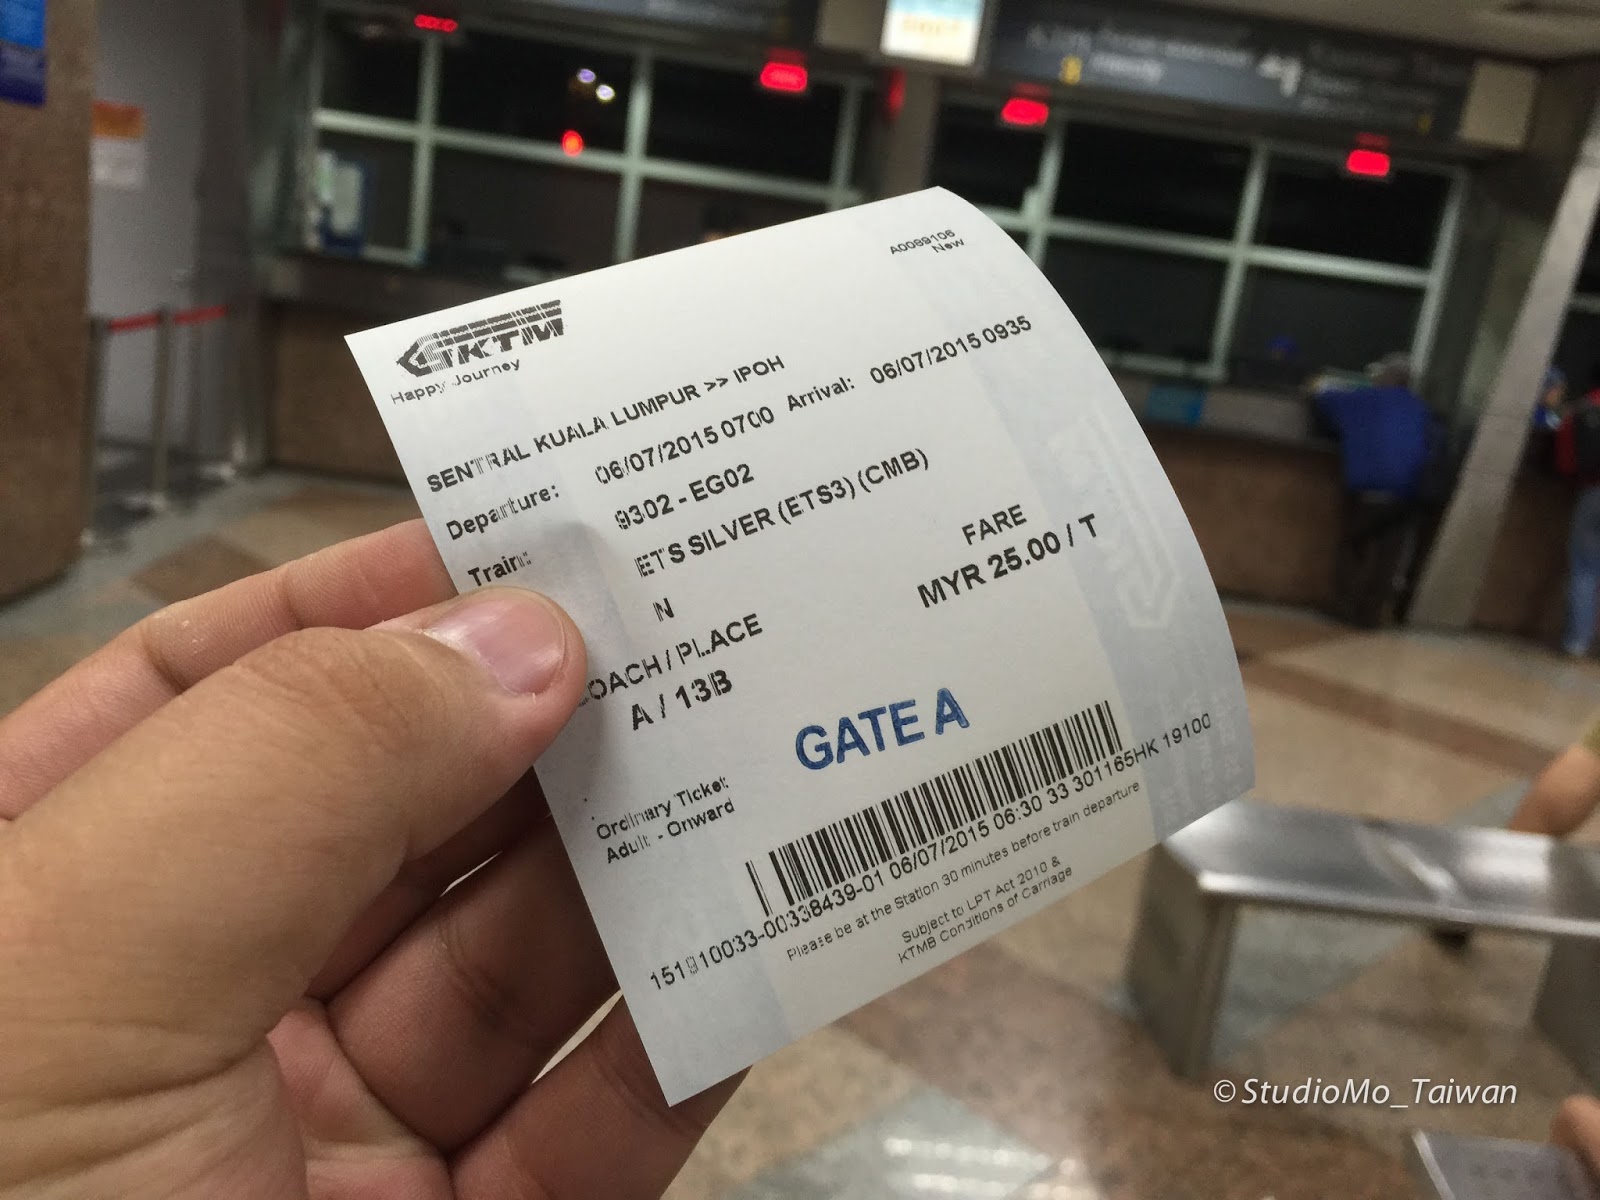 A0089106
New
KTM
Happy Journey
SENTRAL KUALA LUMPUR >> IPOH
Departure: 06/07/2015 0700 Arrival: 06/07/2015 0935
Train: 9302 - EG02
ETS SILVER (ETS3) (CMB)
N
FARE
COACH / PLACE MYR 25.00 / T
A / 13B
GATE A
Ordinary Ticket
Adult - Onward
151910033-00338439-01 06/07/2015 06:30 33 301165HK 19100
Please be at the Station 30 minutes before train departure
Subject to LPT Act 2010 &
KTMB Conditions of Carriage
© StudioMo_Taiwan